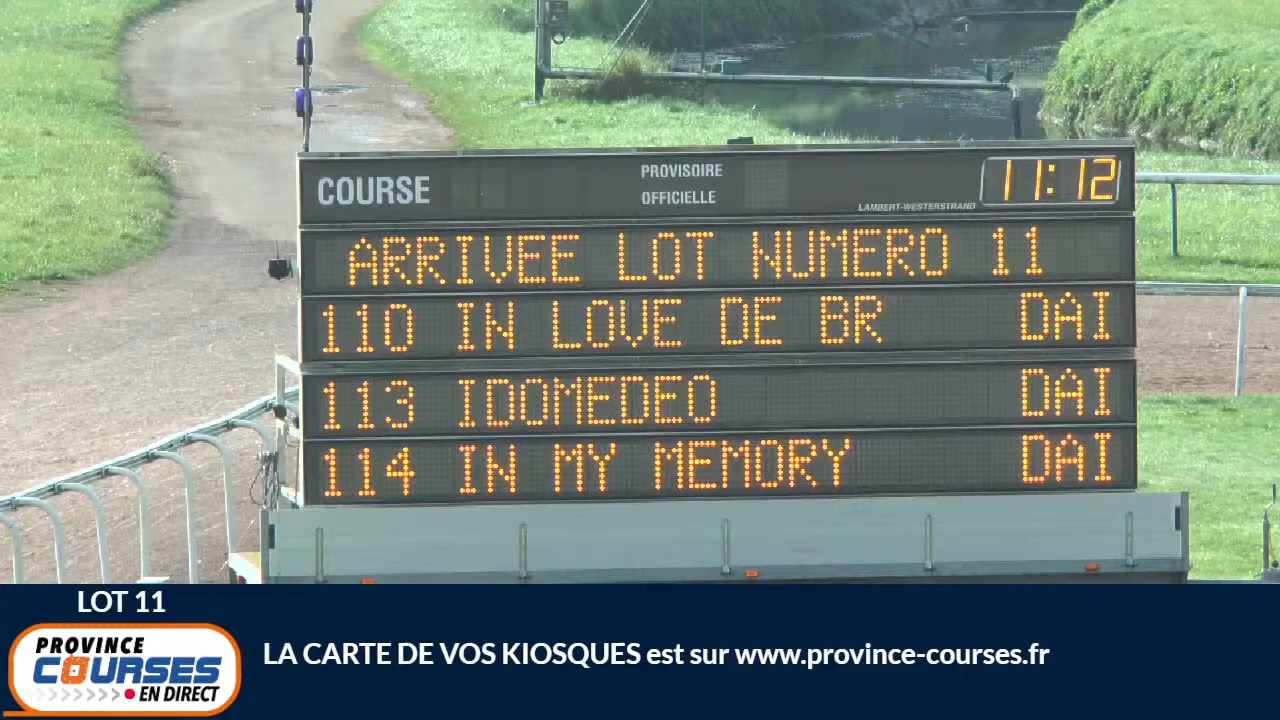 COURSE
PROVISOIRE
OFFICIELLE
LAMBERT-WESTERSTRAND
11:12
ARRIVEE LOT NUMERO 11
110 IN LOVE DE BR DAI
113 IDOMEDEO DAI
114 IN MY MEMORY DAI
LOT 11
PROVINCE
COURSES
EN DIRECT
LA CARTE DE VOS KIOSQUES est sur www.province-courses.fr